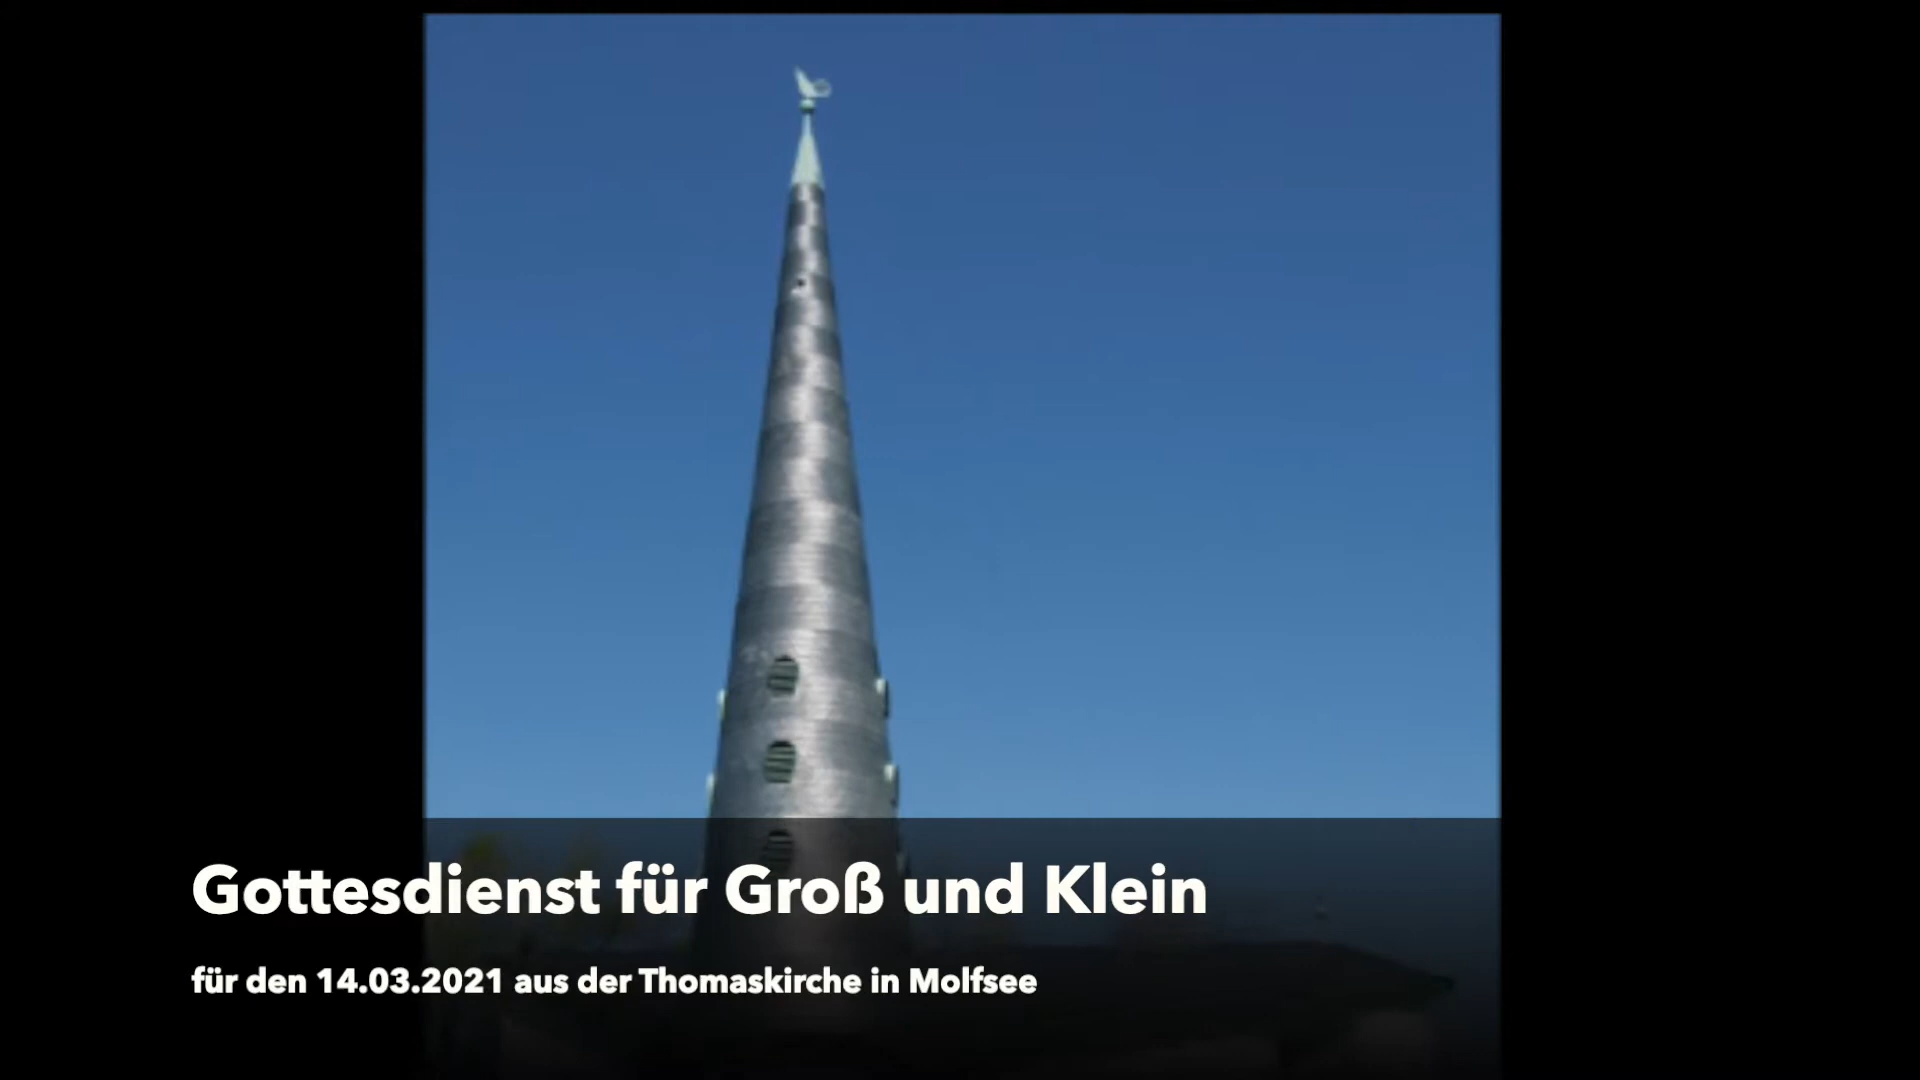 Gottesdienst für Groß und Klein
für den 14.03.2021 aus der Thomaskirche in Molfsee